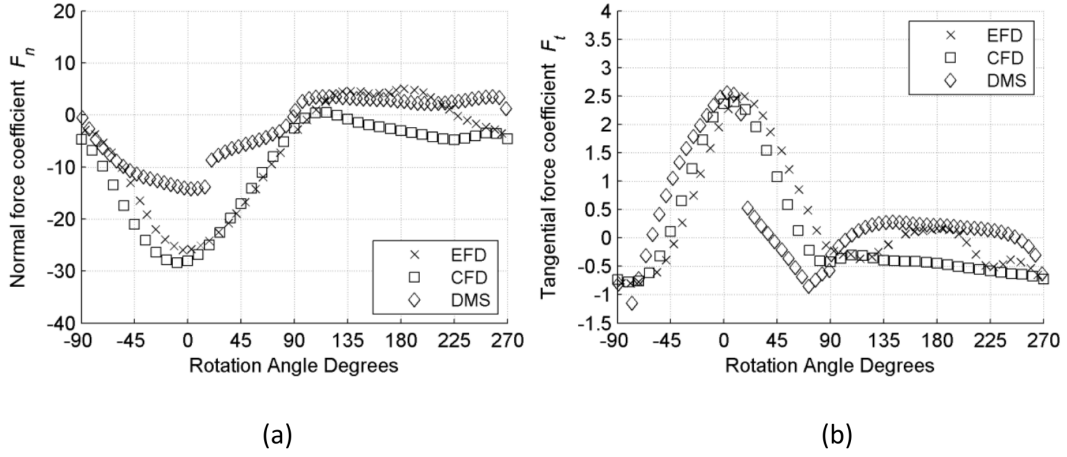 20
10
0
-10
-20
-30
-40
Normal force coefficient Fn
EFD
CFD
DMS
-90 -45 0 45 90 135 180 225 270
Rotation Angle Degrees
(a)
4
3.5
3
2.5
2
1.5
1
0.5
0
-0.5
-1
-1.5
Tangential force coefficient Ft
EFD
CFD
DMS
-90 -45 0 45 90 135 180 225 270
Rotation Angle Degrees
(b)